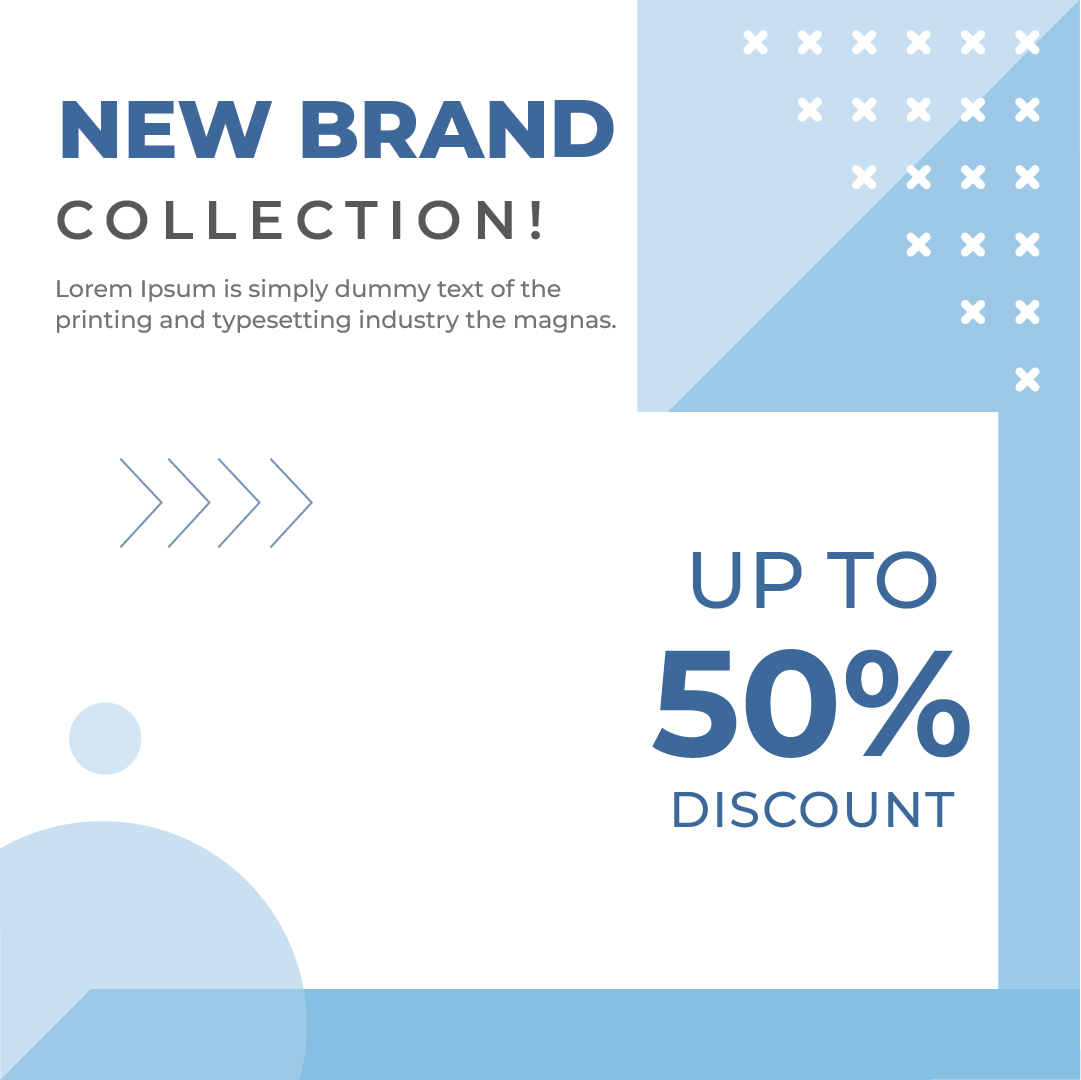 NEW BRAND
COLLECTION!
Lorem Ipsum is simply dummy text of the
printing and typesetting industry the magnas.
UP TO
50%
DISCOUNT